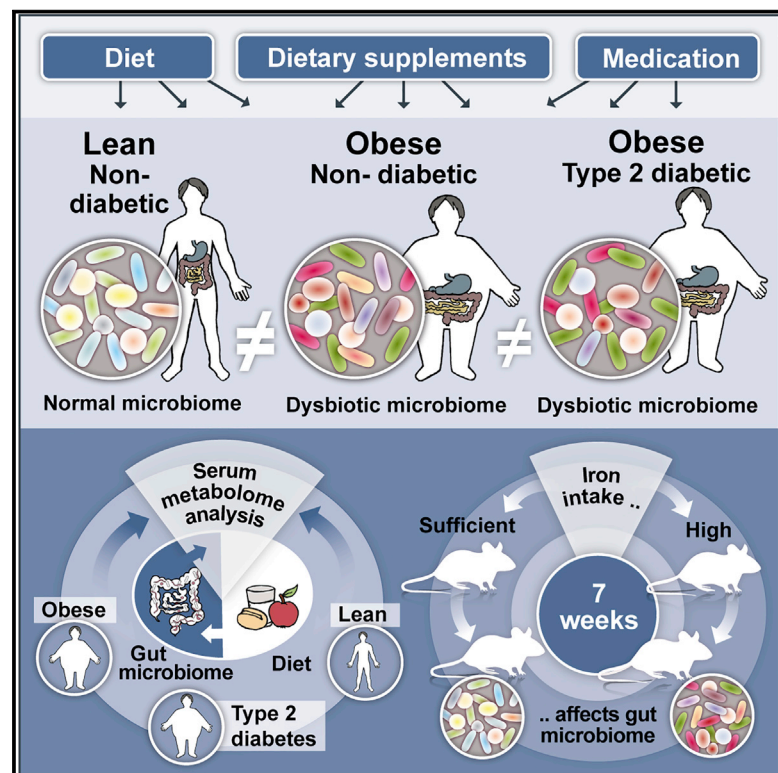 Diet
Dietary supplements
Medication
Lean
Non-
diabetic
Obese
Non- diabetic
Obese
Type 2 diabetic
≠
≠
Normal microbiome
Dysbiotic microbiome
Dysbiotic microbiome
Serum
metabolome
analysis
Obese
Gut
microbiome
Diet
Lean
Type 2
diabetes
Iron
intake ..
Sufficient
High
7
weeks
.. affects gut
microbiome